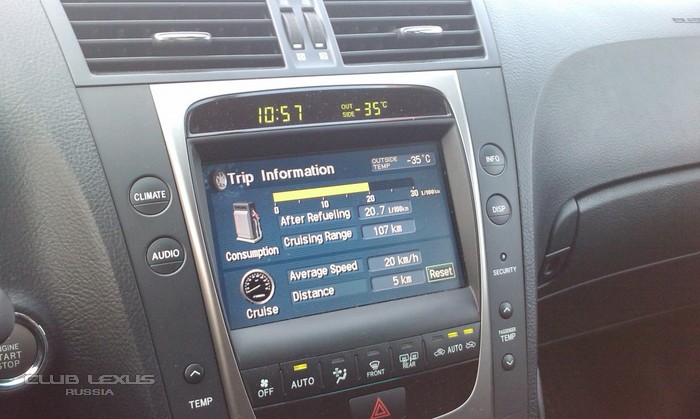 10:57
OUT SIDE -35°C
Trip Information
OUTSIDE TEMP -35°C
0 10 20 30 l/100km
After Refueling 20.7 l/100km
Cruising Range 107 km
Consumption
Average Speed 20 km/h
Distance 5 km
Reset
Cruise
CLIMATE
AUDIO
INFO
DISP
SECURITY
PASSENGER TEMP
ENGINE START STOP
TEMP
OFF
AUTO
FRONT
REAR
AUTO
CLUB LEXUS
RUSSIA